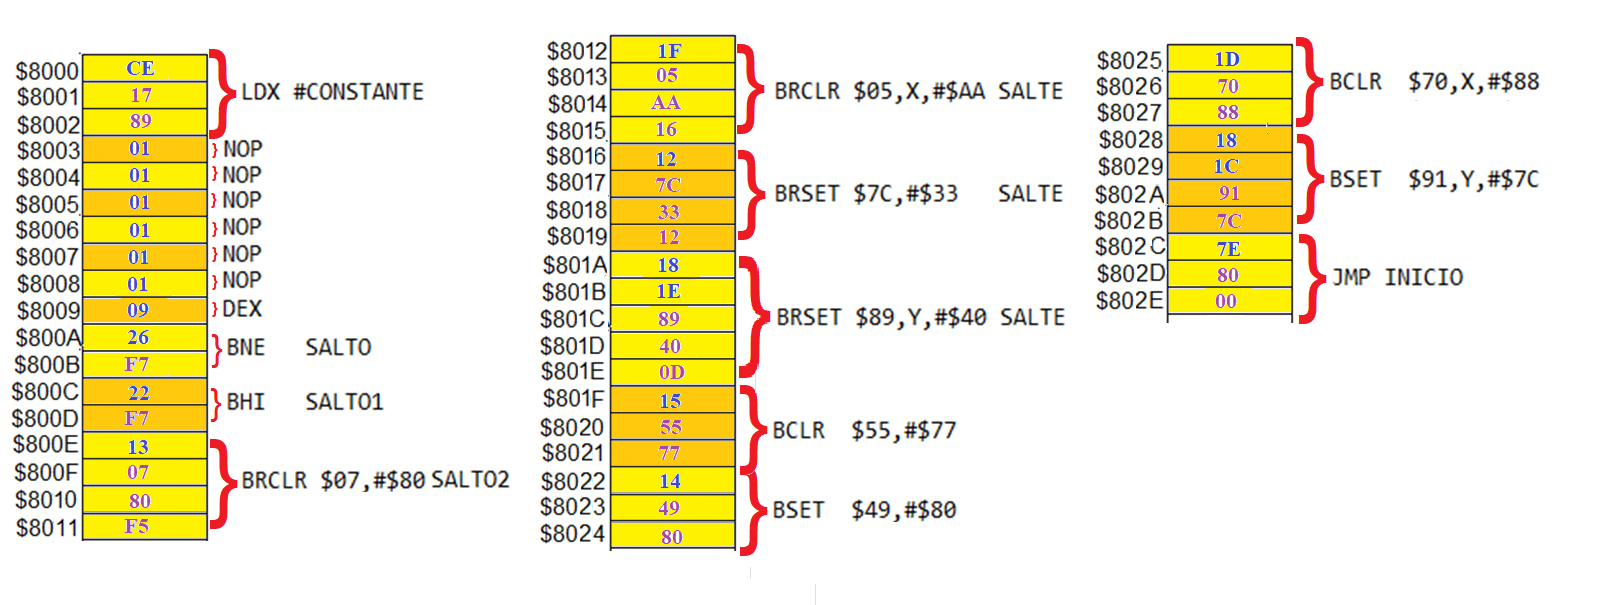 $8000 CE
$8001 17 LDX #CONSTANTE
$8002 89
$8003 01 NOP
$8004 01 NOP
$8005 01 NOP
$8006 01 NOP
$8007 01 NOP
$8008 01 NOP
$8009 09 DEX
$800A 26 BNE SALTO
$800B F7
$800C 22 BHI SALTO1
$800D F7
$800E 13
$800F 07 BRCLR $07,#$80 SALTO2
$8010 80
$8011 F5
$8012 1F
$8013 05 BRCLR $05,X,#$AA SALTE
$8014 AA
$8015 16
$8016 12
$8017 7C BRSET $7C,#$33 SALTE
$8018 33
$8019 12
$801A 18
$801B 1E
$801C 89 BRSET $89,Y,#$40 SALTE
$801D 40
$801E 0D
$801F 15
$8020 55 BCLR $55,#$77
$8021 77
$8022 14
$8023 49 BSET $49,#$80
$8024 80
$8025 1D
$8026 70 BCLR $70,X,#$88
$8027 88
$8028 18
$8029 1C BSET $91,Y,#$7C
$802A 91
$802B 7C
$802C 7E
$802D 80 JMP INICIO
$802E 00